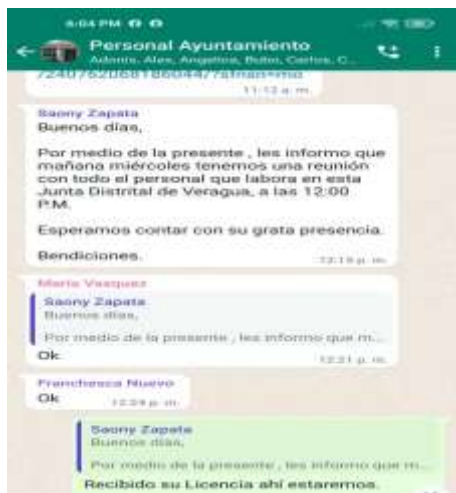 6:04 PM
Personal Ayuntamiento
Adonis, Alex, Angelica, Bubo, Carlos, C...
11:12 a. m.
Saony Zapata
Buenos días,
Por medio de la presente , les informo que
mañana miércoles tenemos una reunión
con todo el personal que labora en esta
Junta Distrital de Veragua, a las 12:00
P.M.
Esperamos contar con su grata presencia.
Bendiciones.
12:19 p. m.
Maria Vasquez
Saony Zapata
Buenos días,
Por medio de la presente , les informo que m...
Ok
12:21 p. m.
Franchesca Nuevo
Ok
12:29 p. m.
Saony Zapata
Buenos días,
Por medio de la presente , les informo que m...
Recibido su Licencia ahí estaremos.